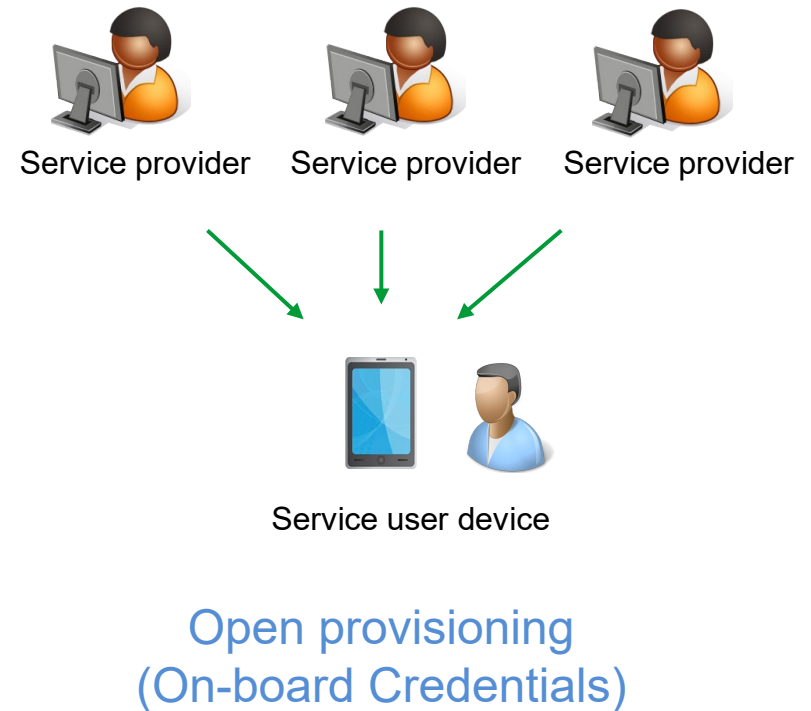 Service provider Service provider Service provider
Service user device
Open provisioning
(On-board Credentials)